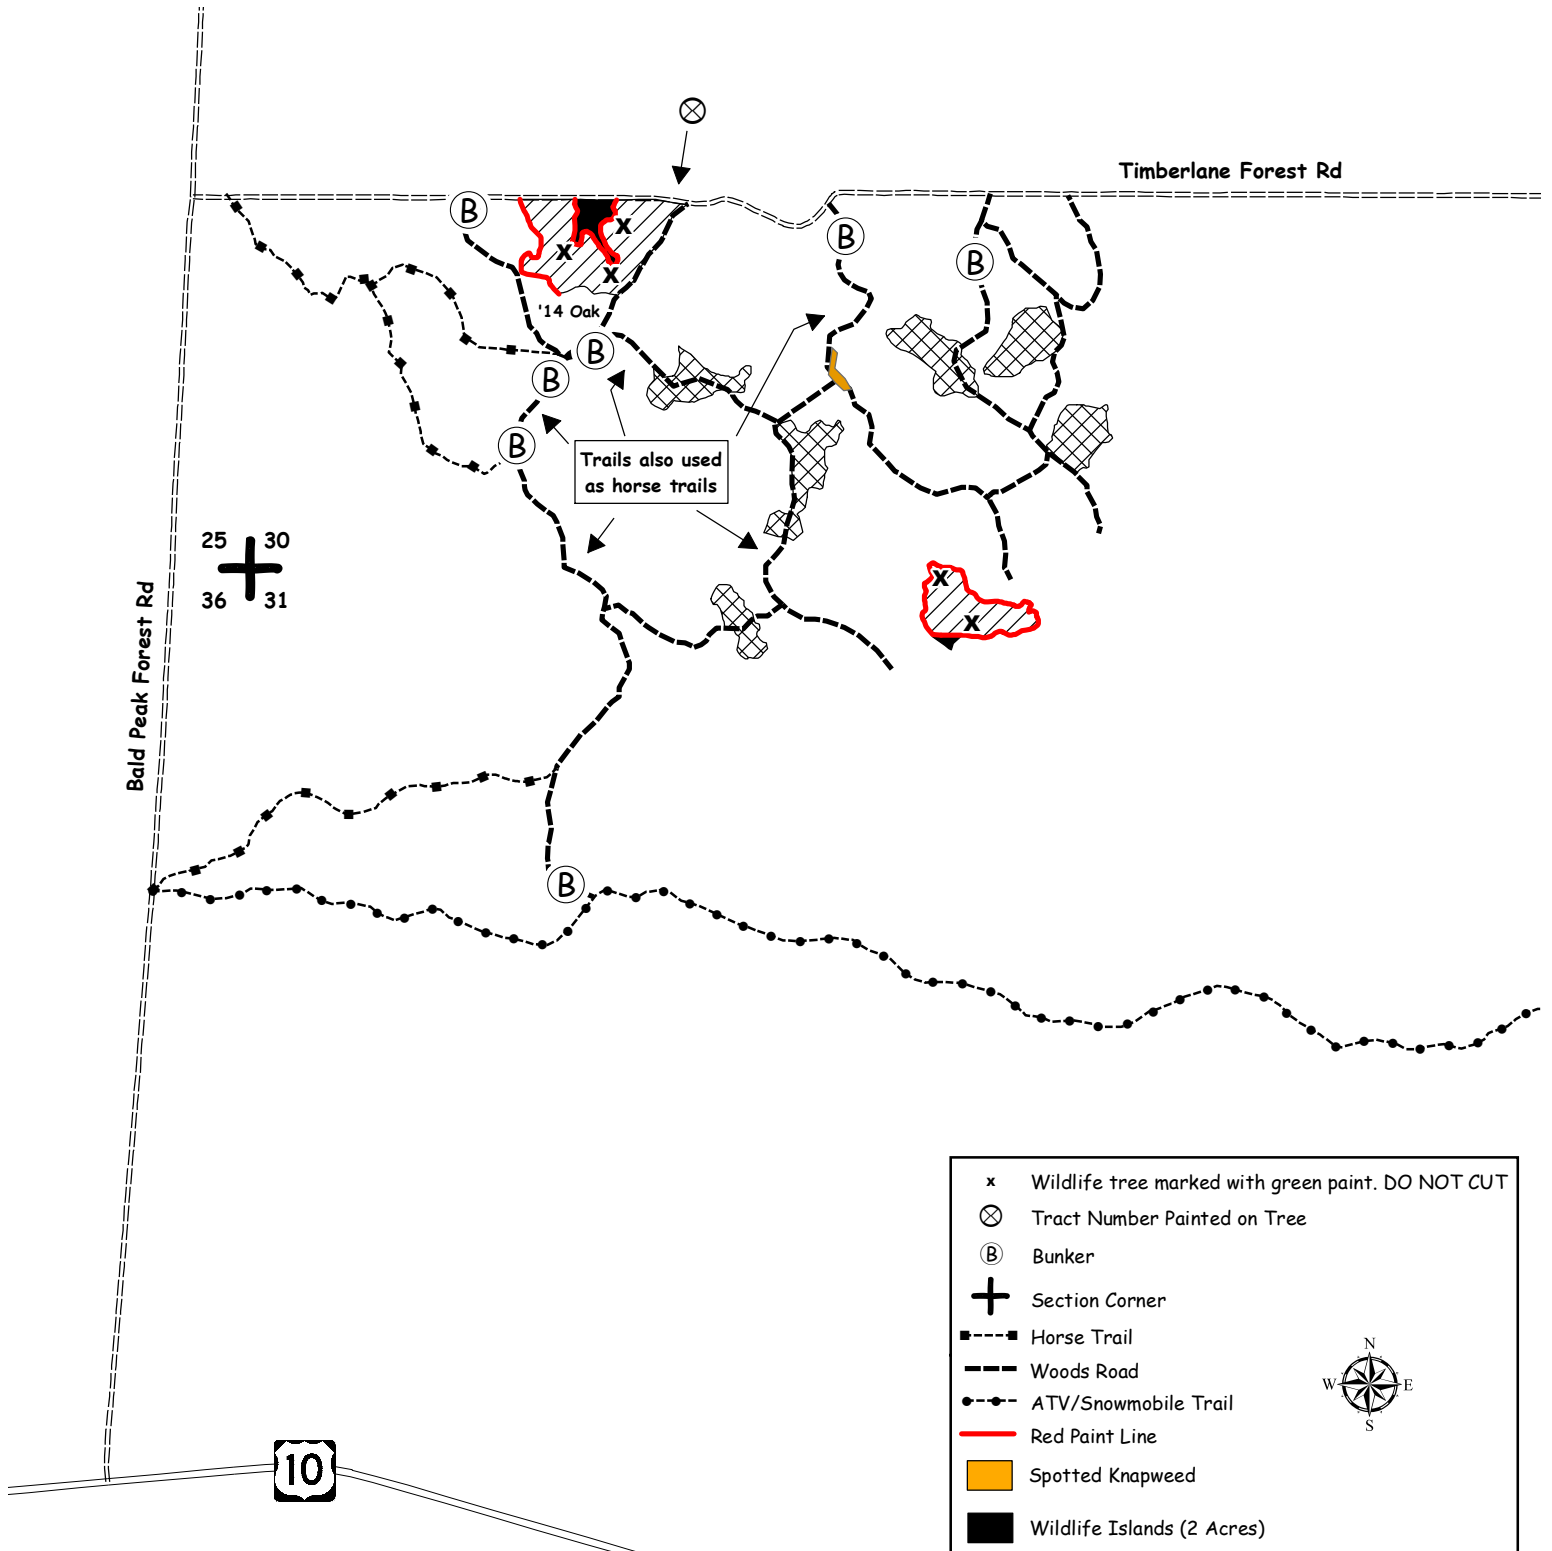 Timberlane Forest Rd
B
B
B
B
'14 Oak
B
B
B
Trails also used
as horse trails
25 30
36 31
Bald Peak Forest Rd
B
x Wildlife tree marked with green paint. DO NOT CUT
Tract Number Painted on Tree
B Bunker
Section Corner
Horse Trail
Woods Road
ATV/Snowmobile Trail
Red Paint Line
Spotted Knapweed
Wildlife Islands (2 Acres)
N
W E
S
10